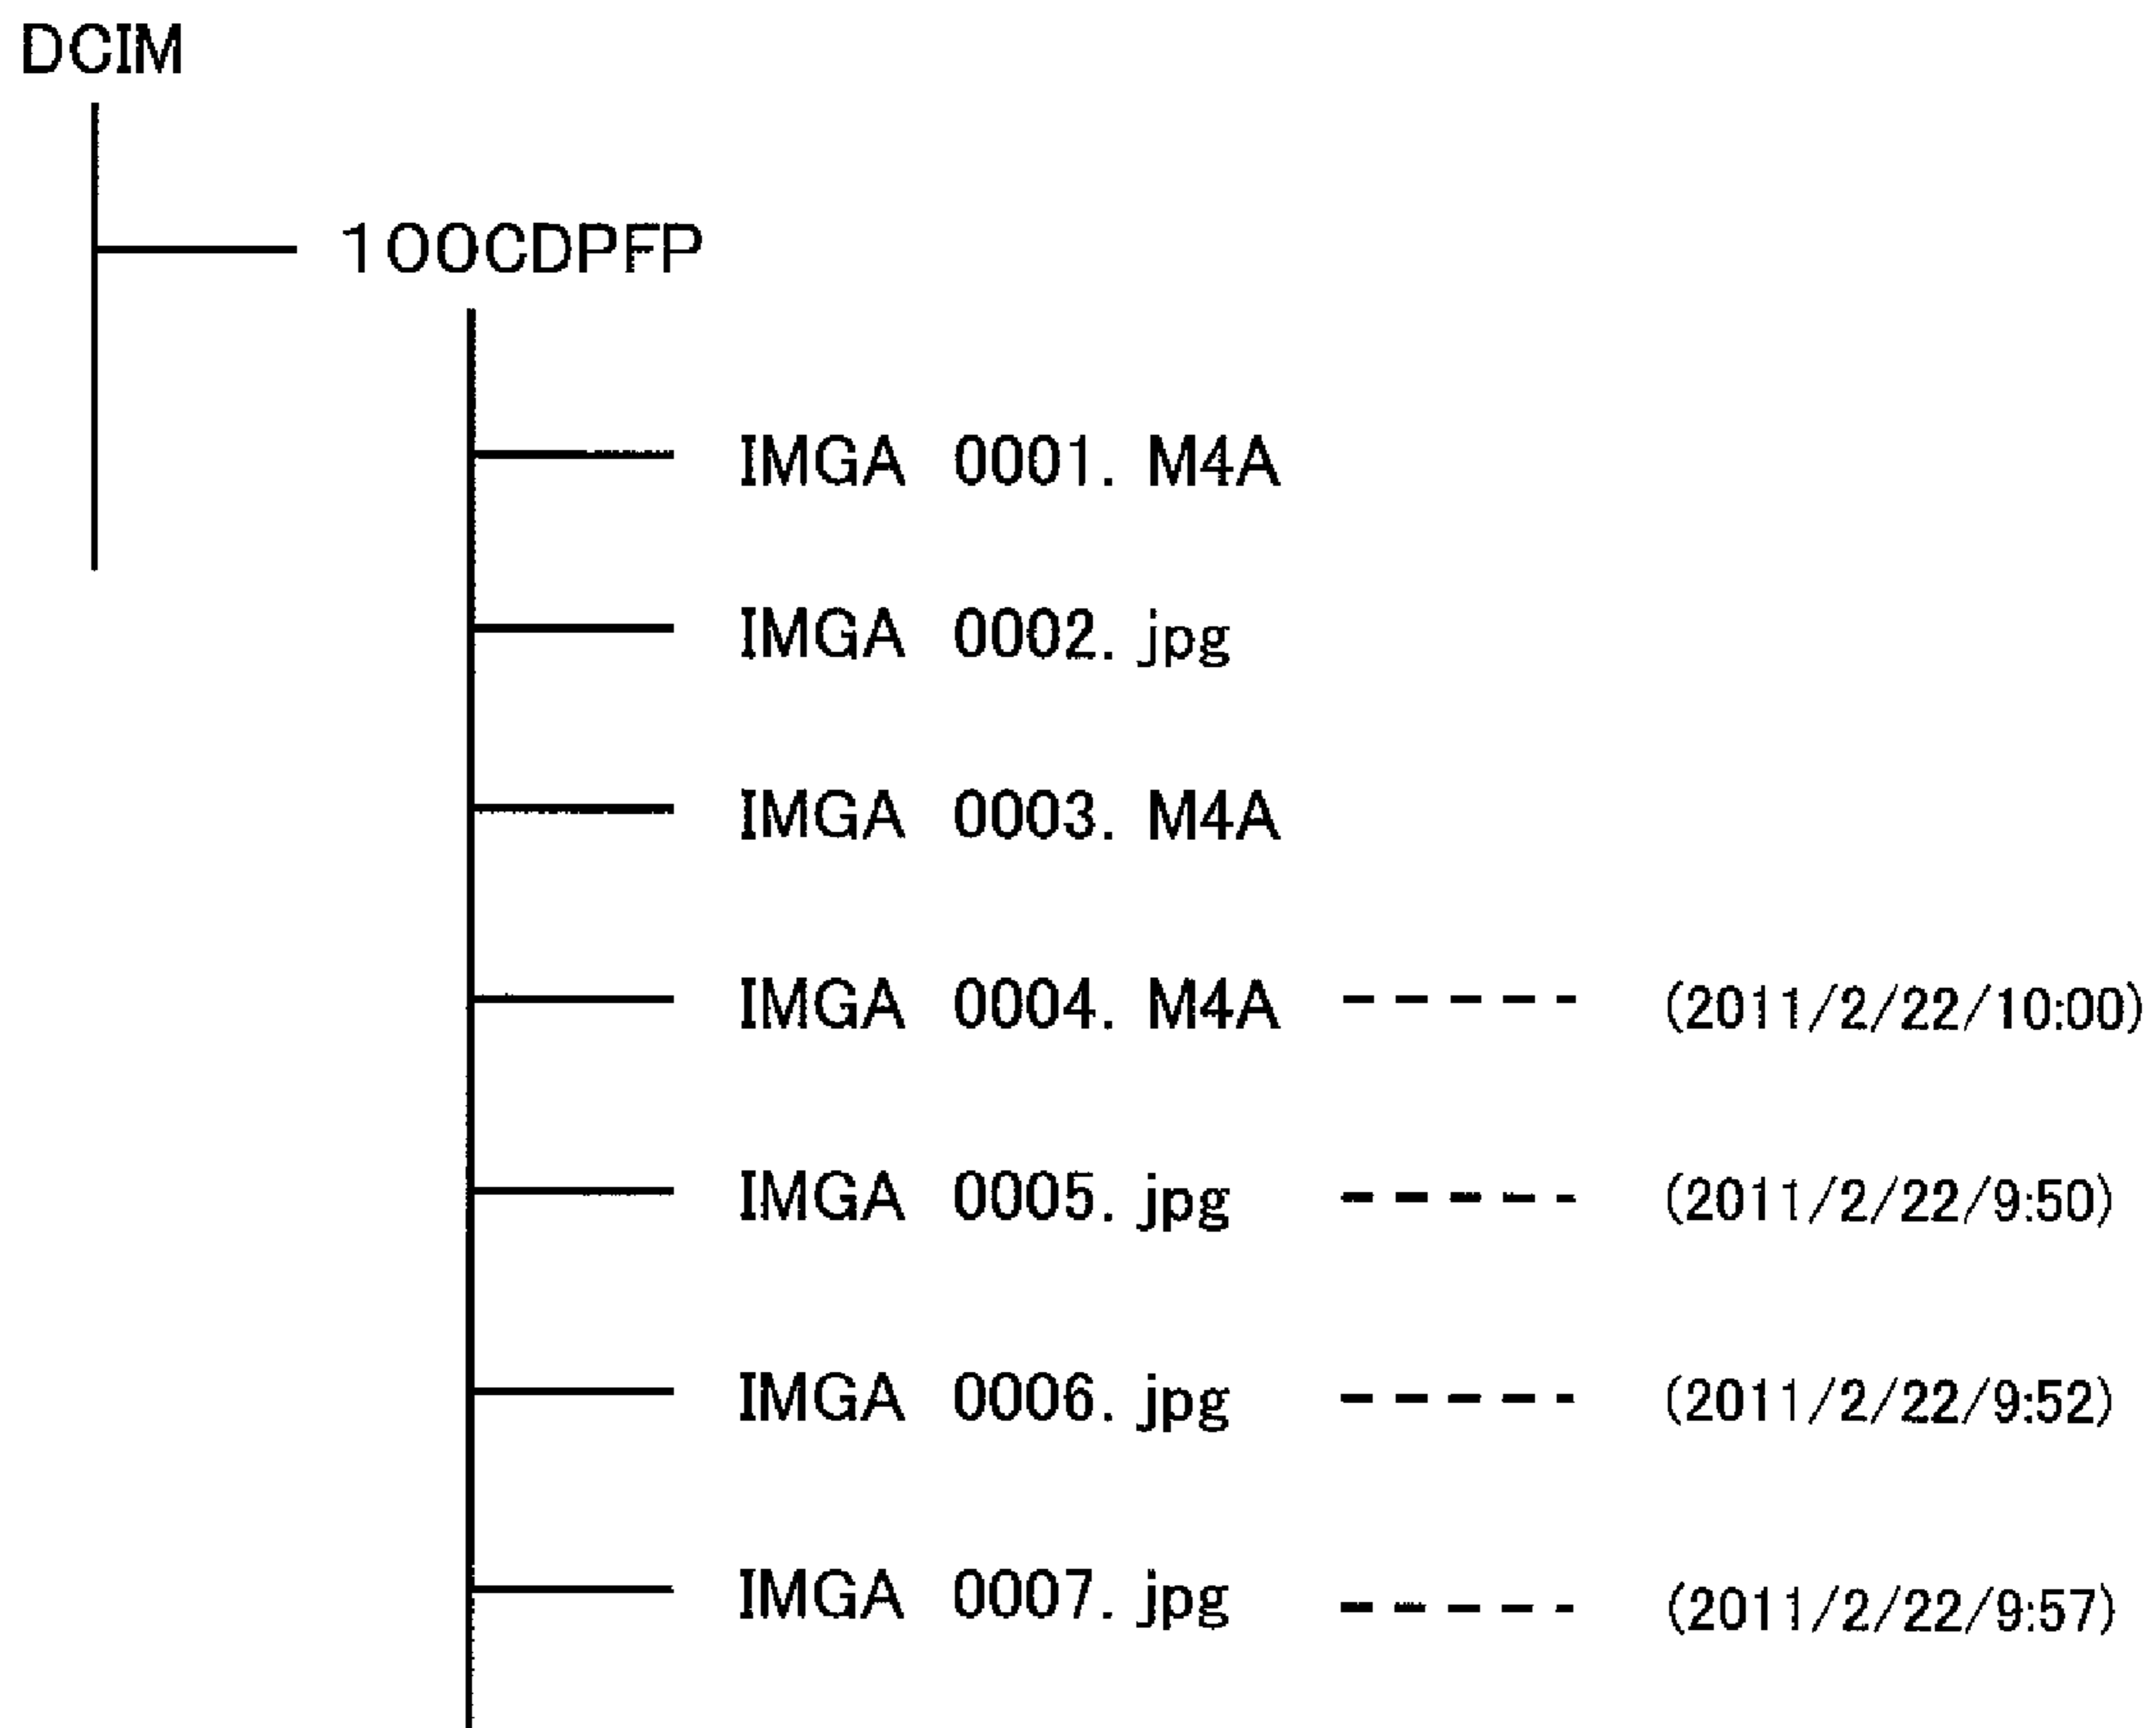 DCIM
100CDPFP
IMGA 0001. M4A
IMGA 0002. jpg
IMGA 0003. M4A
IMGA 0004. M4A (2011/2/22/10:00)
IMGA 0005. jpg (2011/2/22/9:50)
IMGA 0006. jpg (2011/2/22/9:52)
IMGA 0007. jpg (2011/2/22/9:57)